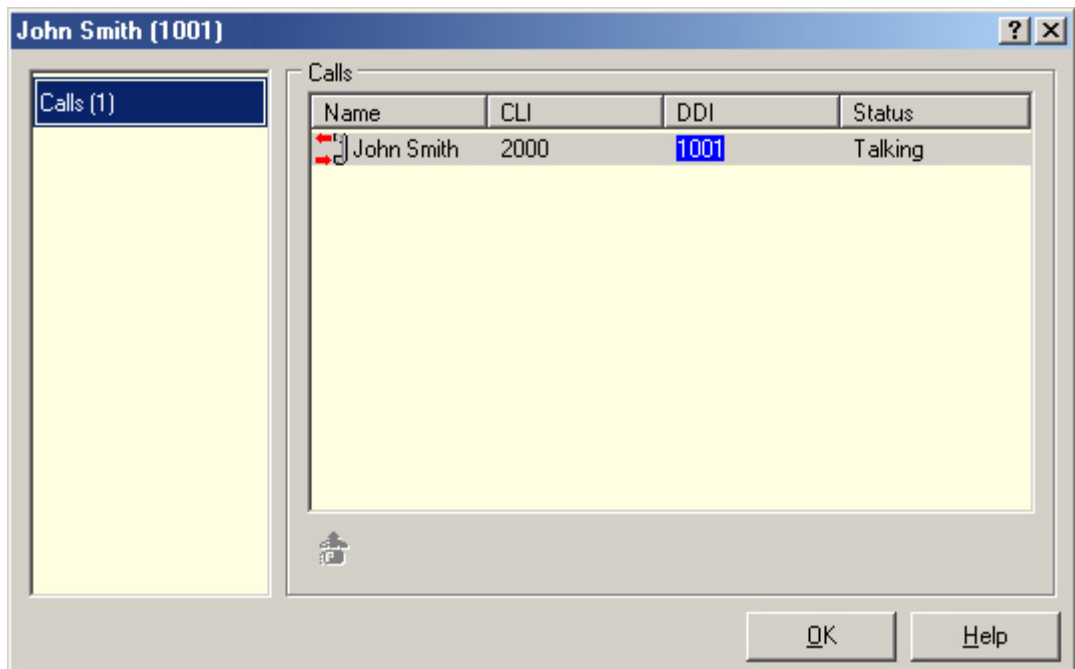 John Smith (1001)
Calls (1)
Calls
Name CLI DDI Status
John Smith 2000 1001 Talking
OK Help